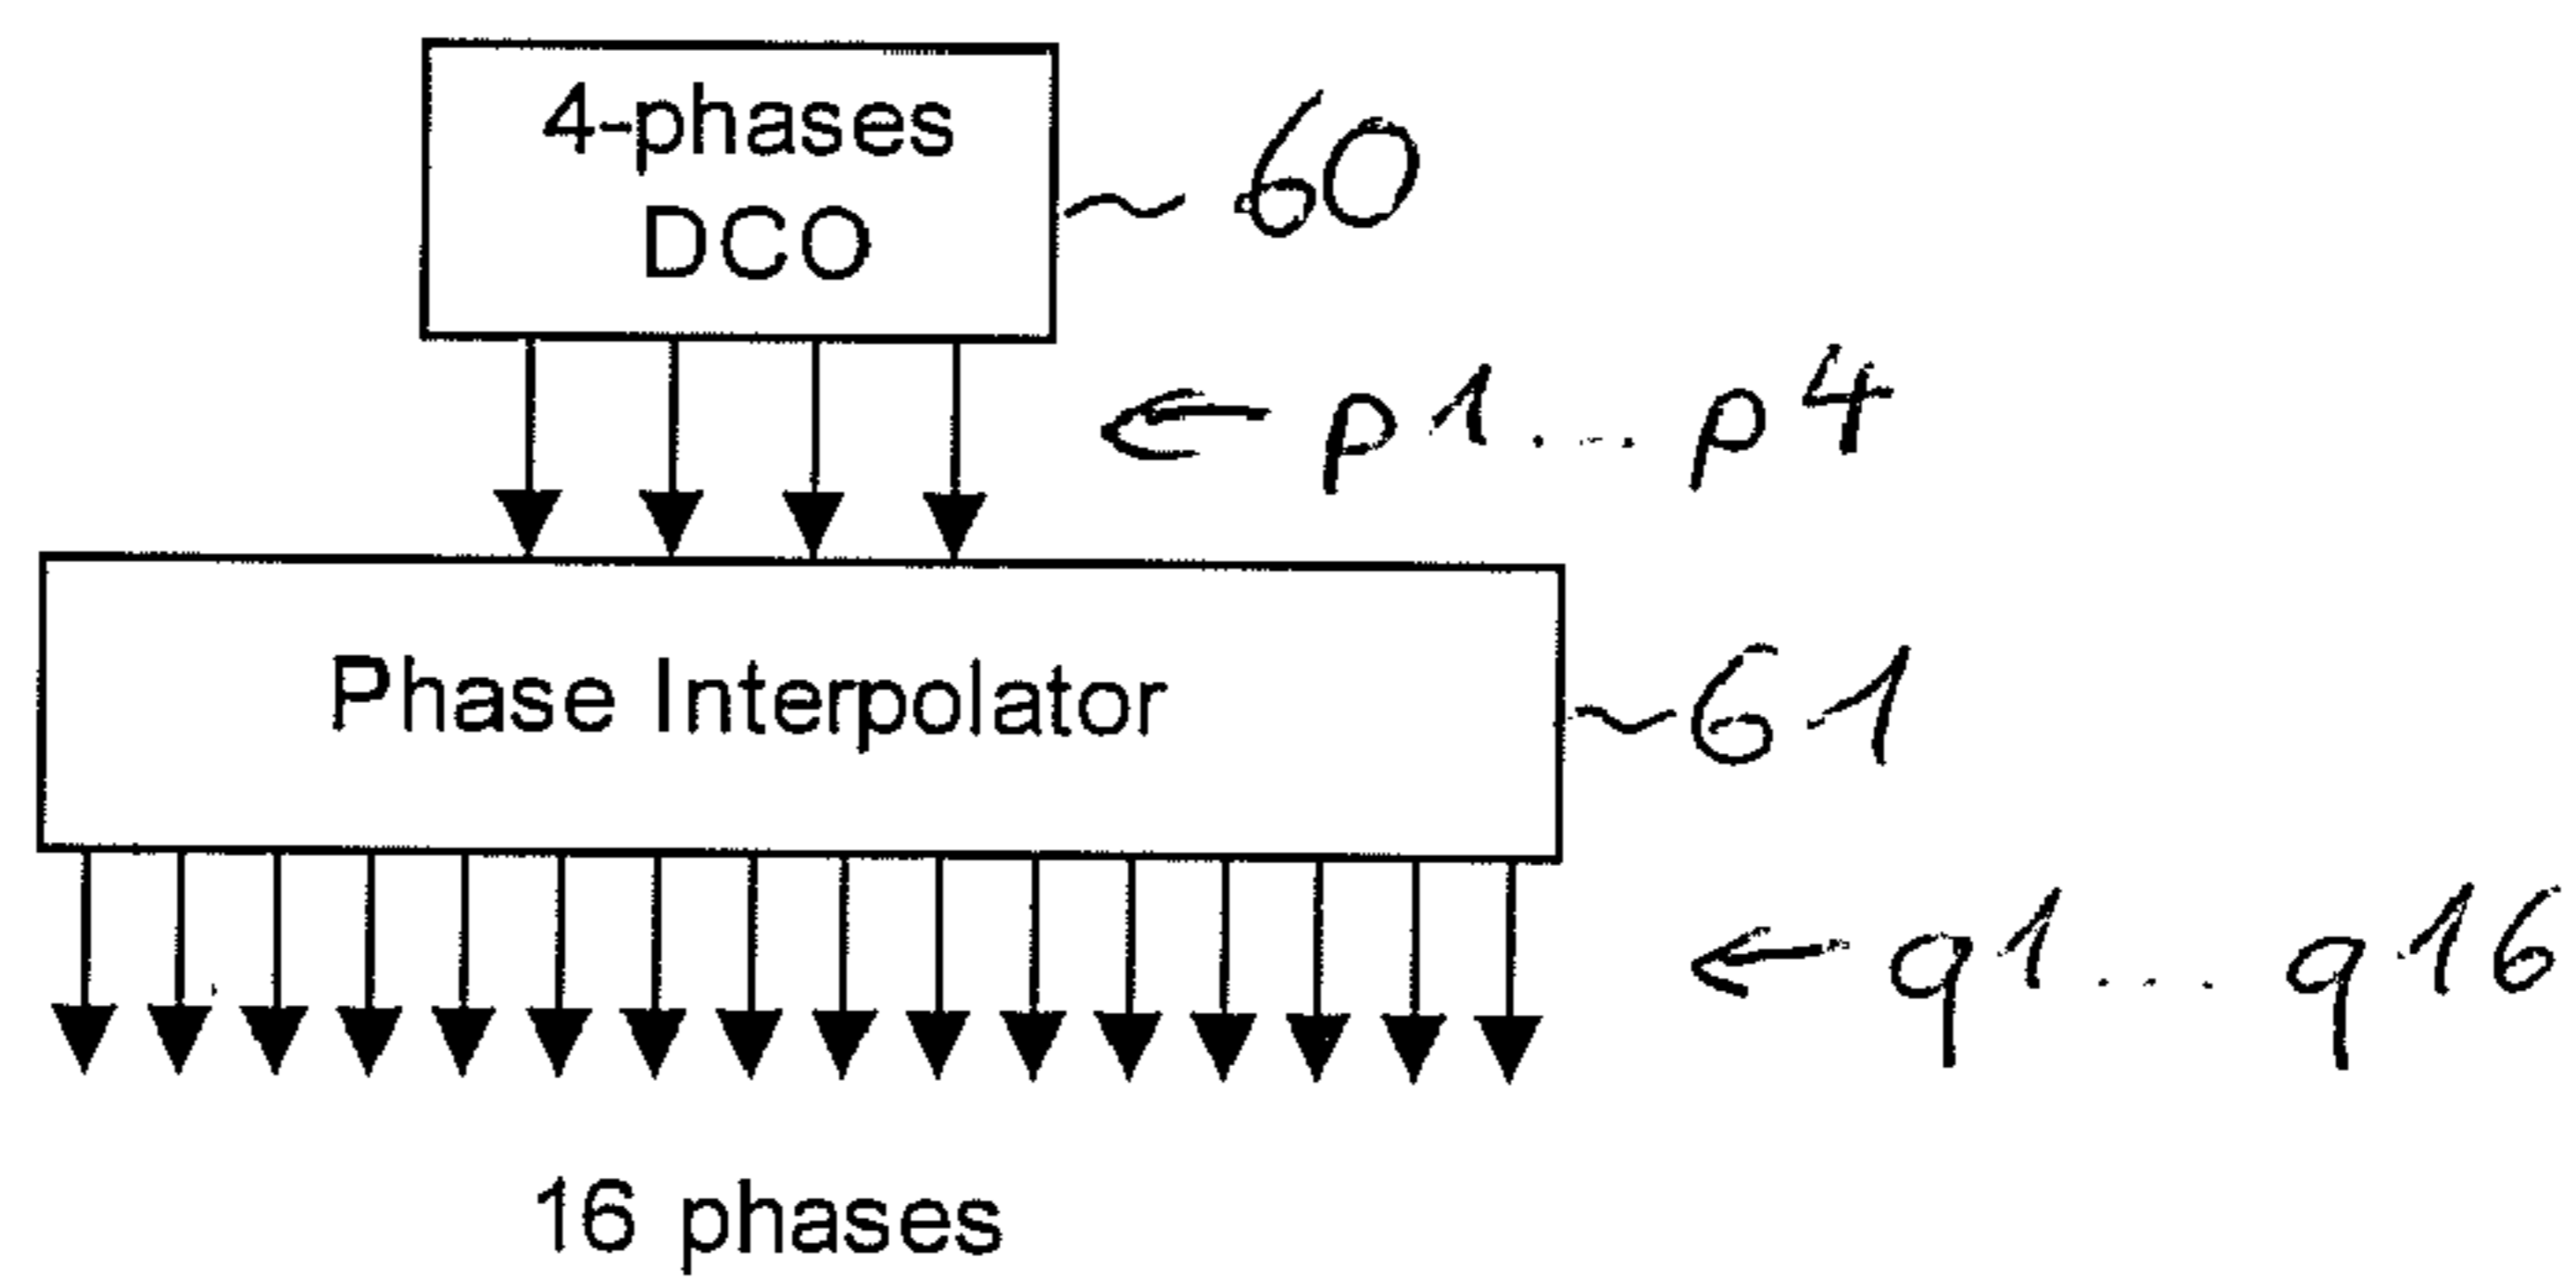 4-phases
DCO
60
p1...p4
Phase Interpolator
61
q1...q16
16 phases